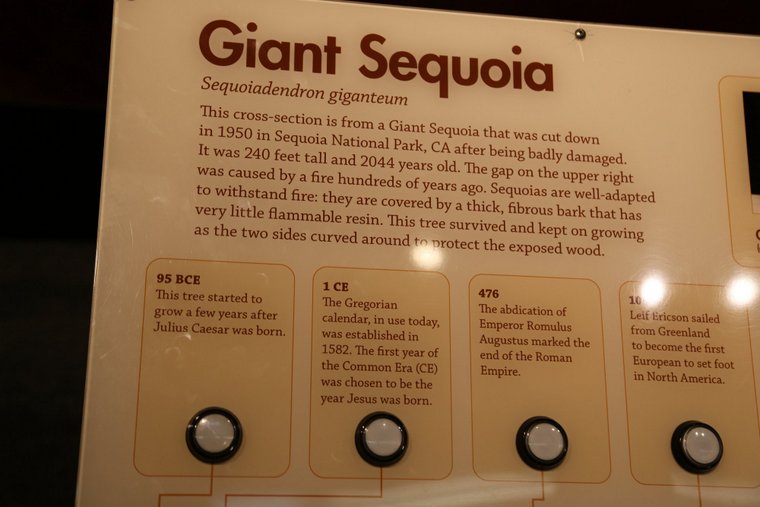 Giant Sequoia
Sequoiadendron giganteum
This cross-section is from a Giant Sequoia that was cut down
in 1950 in Sequoia National Park, CA after being badly damaged.
It was 240 feet tall and 2044 years old. The gap on the upper right
was caused by a fire hundreds of years ago. Sequoias are well-adapted
to withstand fire: they are covered by a thick, fibrous bark that has
very little flammable resin. This tree survived and kept on growing
as the two sides curved around to protect the exposed wood.
95 BCE
This tree started to
grow a few years after
Julius Caesar was born.
1 CE
The Gregorian
calendar, in use today,
was established in
1582. The first year of
the Common Era (CE)
was chosen to be the
year Jesus was born.
476
The abdication of
Emperor Romulus
Augustus marked the
end of the Roman
Empire.
Leif Ericson sailed
from Greenland
to become the first
European to set foot
in North America.